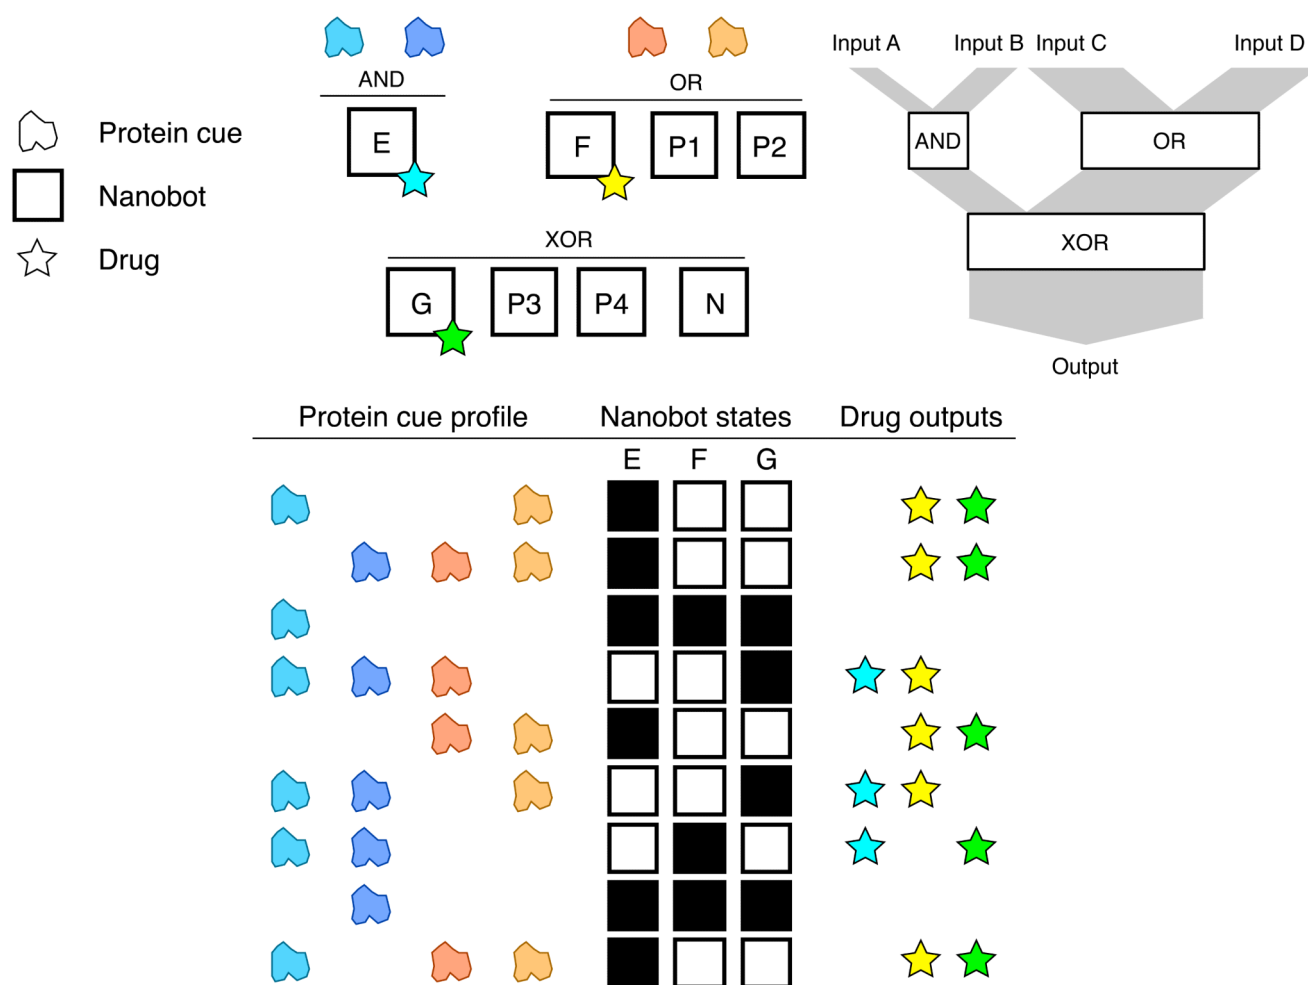 Protein cue
Nanobot
Drug
AND
E
OR
F P1 P2
XOR
G P3 P4 N
Input A Input B Input C Input D
AND OR
XOR
Output
Protein cue profile Nanobot states Drug outputs
E F G